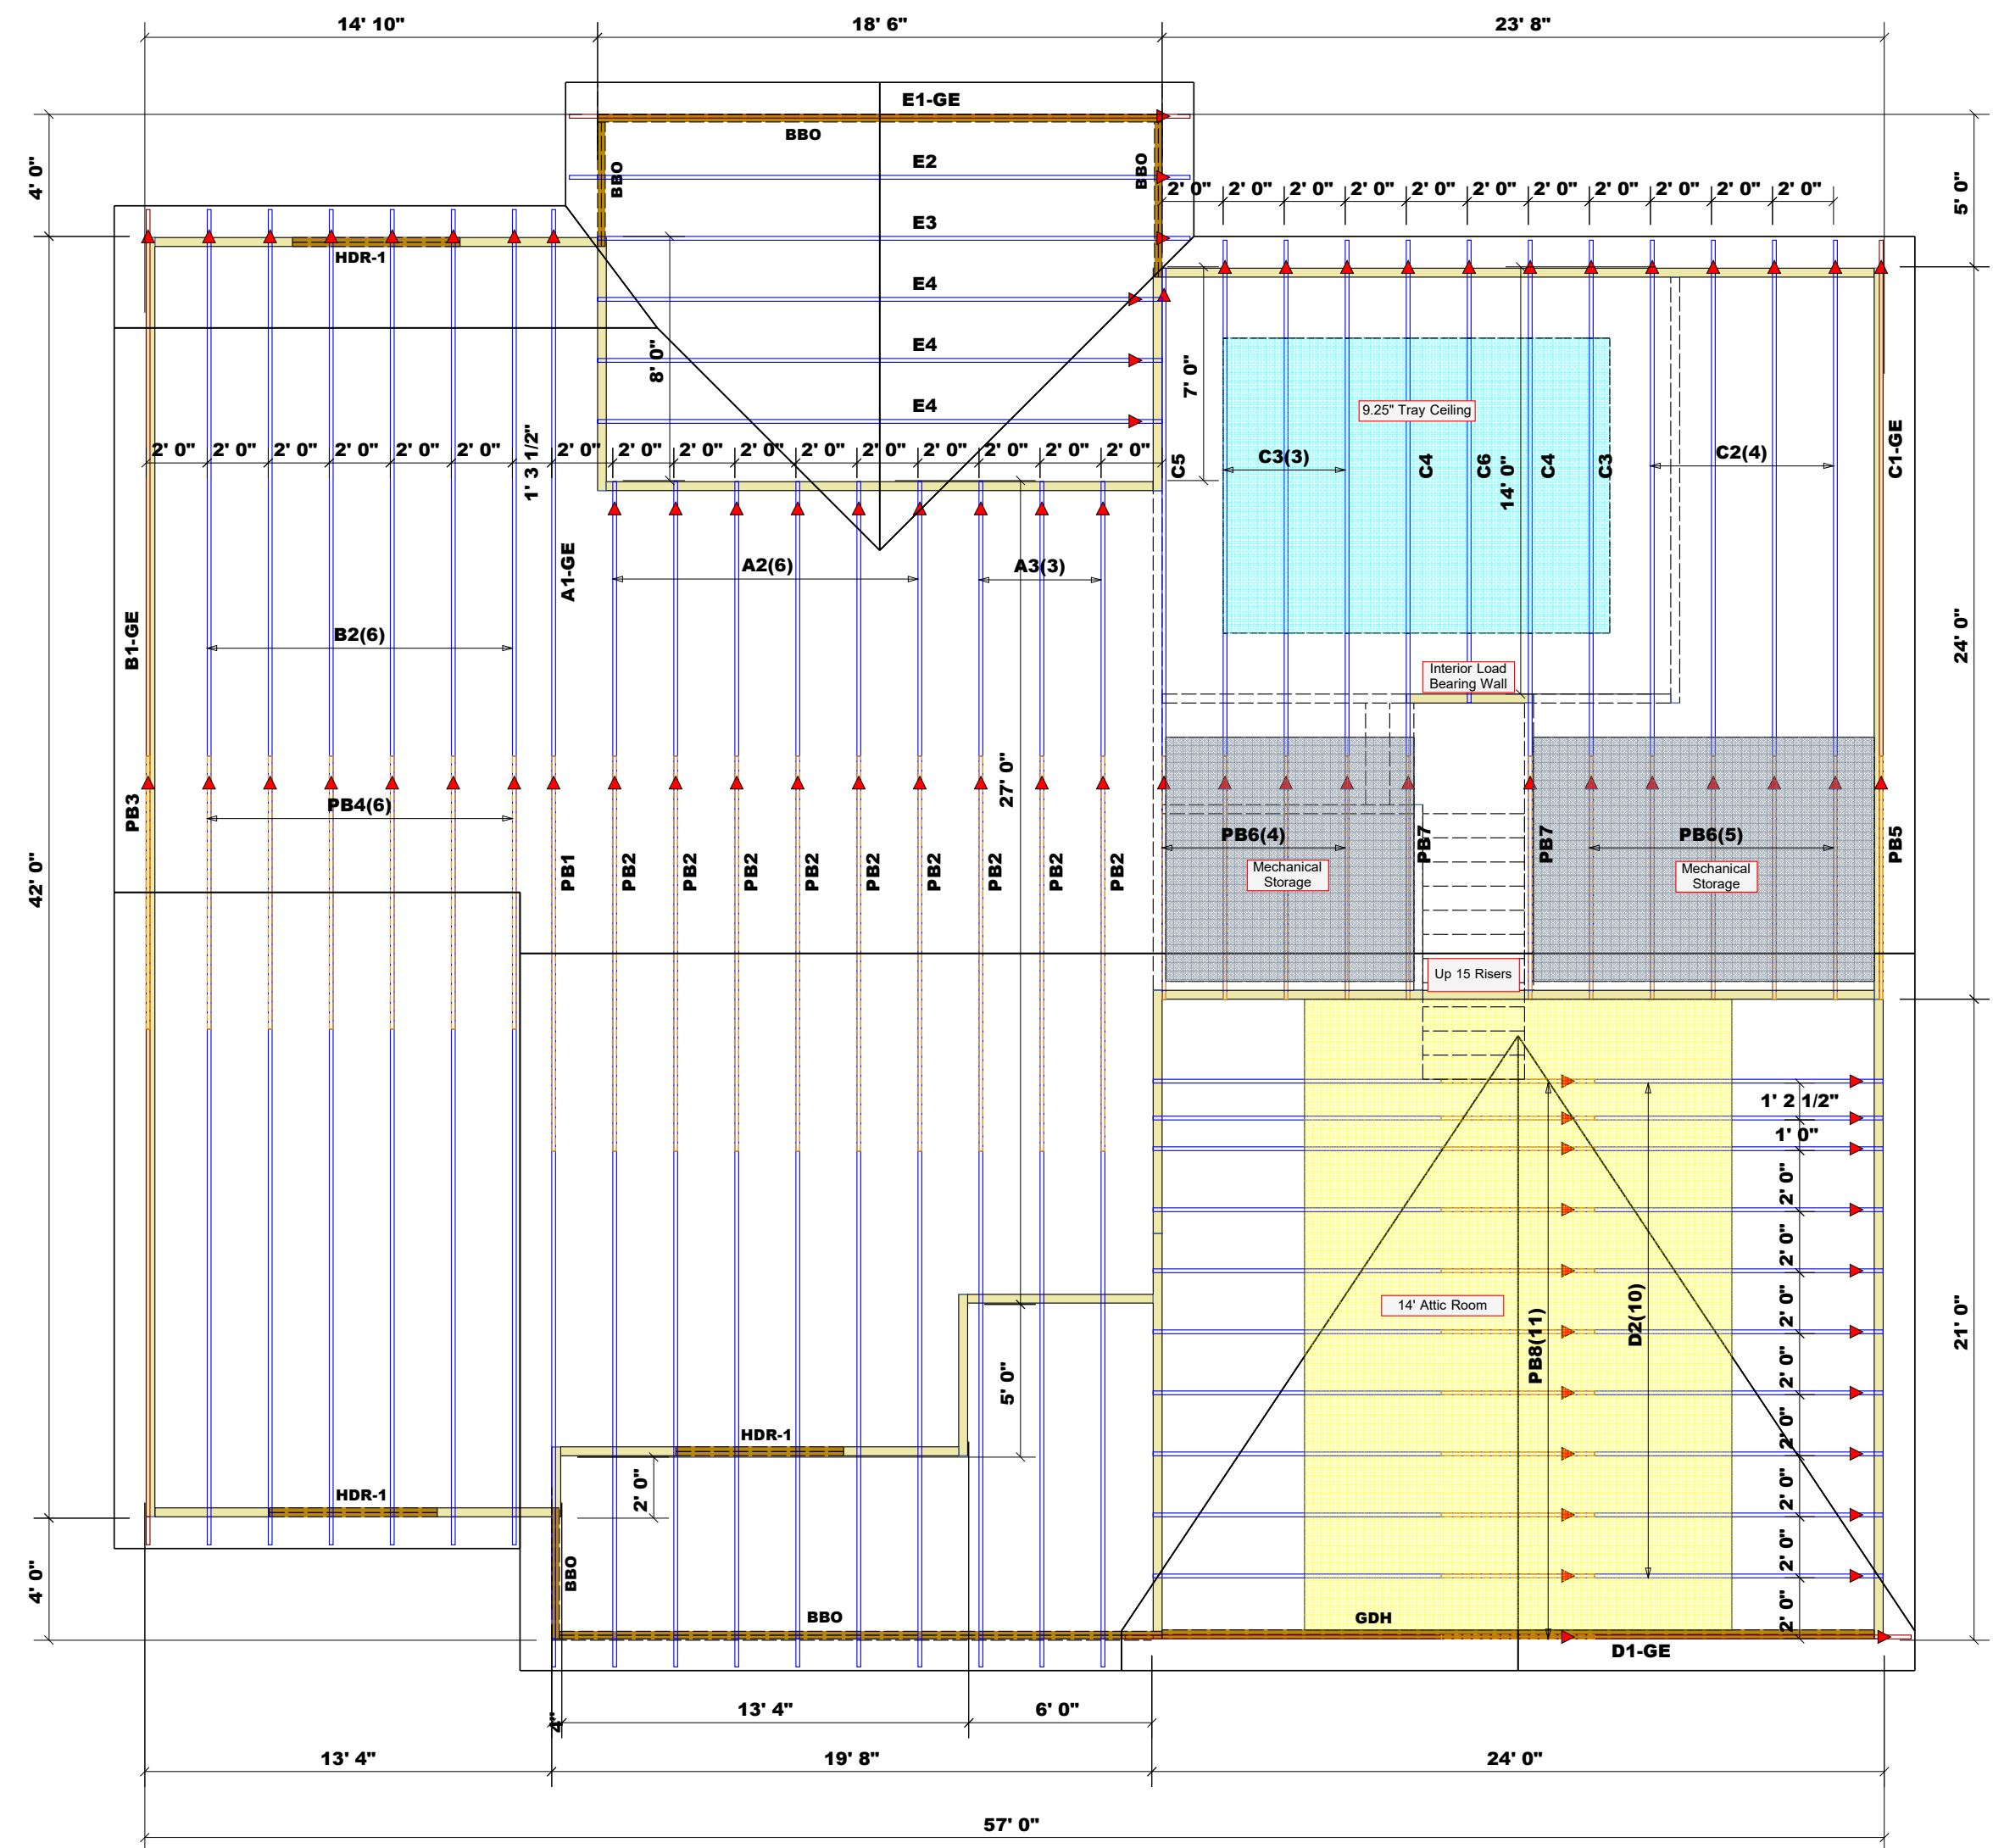 14' 10" 18' 6" 23' 8"
E1-GE
BBO
4' 0"
BBO
E2
BBO
5' 0"
2' 0" 2' 0" 2' 0" 2' 0" 2' 0" 2' 0" 2' 0" 2' 0" 2' 0" 2' 0" 2' 0"
E3
HDR-1
E4
E4
8' 0"
7' 0"
E4
9.25" Tray Ceiling
2' 0" 2' 0" 2' 0" 2' 0" 2' 0" 2' 0" 1' 3 1/2" 2' 0" 2' 0" 2' 0" 2' 0" 2' 0" 2' 0" 2' 0" 2' 0" 2' 0" 2' 0"
C5 C3(3) C4 C6 14' 0" C4 C3 C2(4) C1-GE
A1-GE
A2(6) A3(3)
B1-GE
B2(6)
24' 0"
Interior Load
Bearing Wall
27' 0"
PB3
PB4(6)
42' 0"
PB1 PB2 PB2 PB2 PB2 PB2 PB2 PB2 PB2 PB2
PB6(4) PB7 PB7 PB6(5) PB5
Mechanical
Storage
Mechanical
Storage
Up 15 Risers
1' 2 1/2"
1' 0"
2' 0"
2' 0"
14' Attic Room
2' 0"
PB8(11)
D2(10)
21' 0"
2' 0"
5' 0"
HDR-1
2' 0"
2' 0"
HDR-1
2' 0"
4' 0"
BBO
2' 0"
BBO
GDH
2' 0"
D1-GE
4"
13' 4" 6' 0"
13' 4" 19' 8" 24' 0"
57' 0"